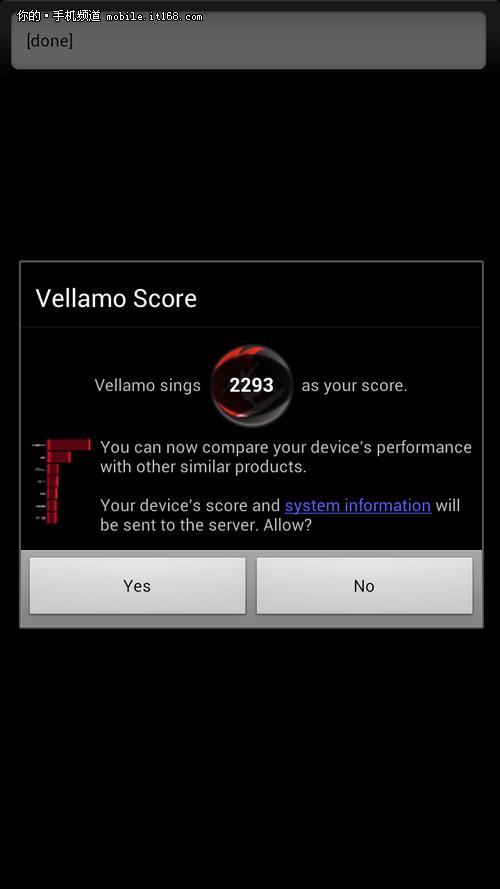 你的·手机频道 mobile.it168.com
[done]
Vellamo Score
Vellamo sings 2293 as your score.
You can now compare your device's performance
with other similar products.
Your device's score and system information will
be sent to the server. Allow?
Yes No